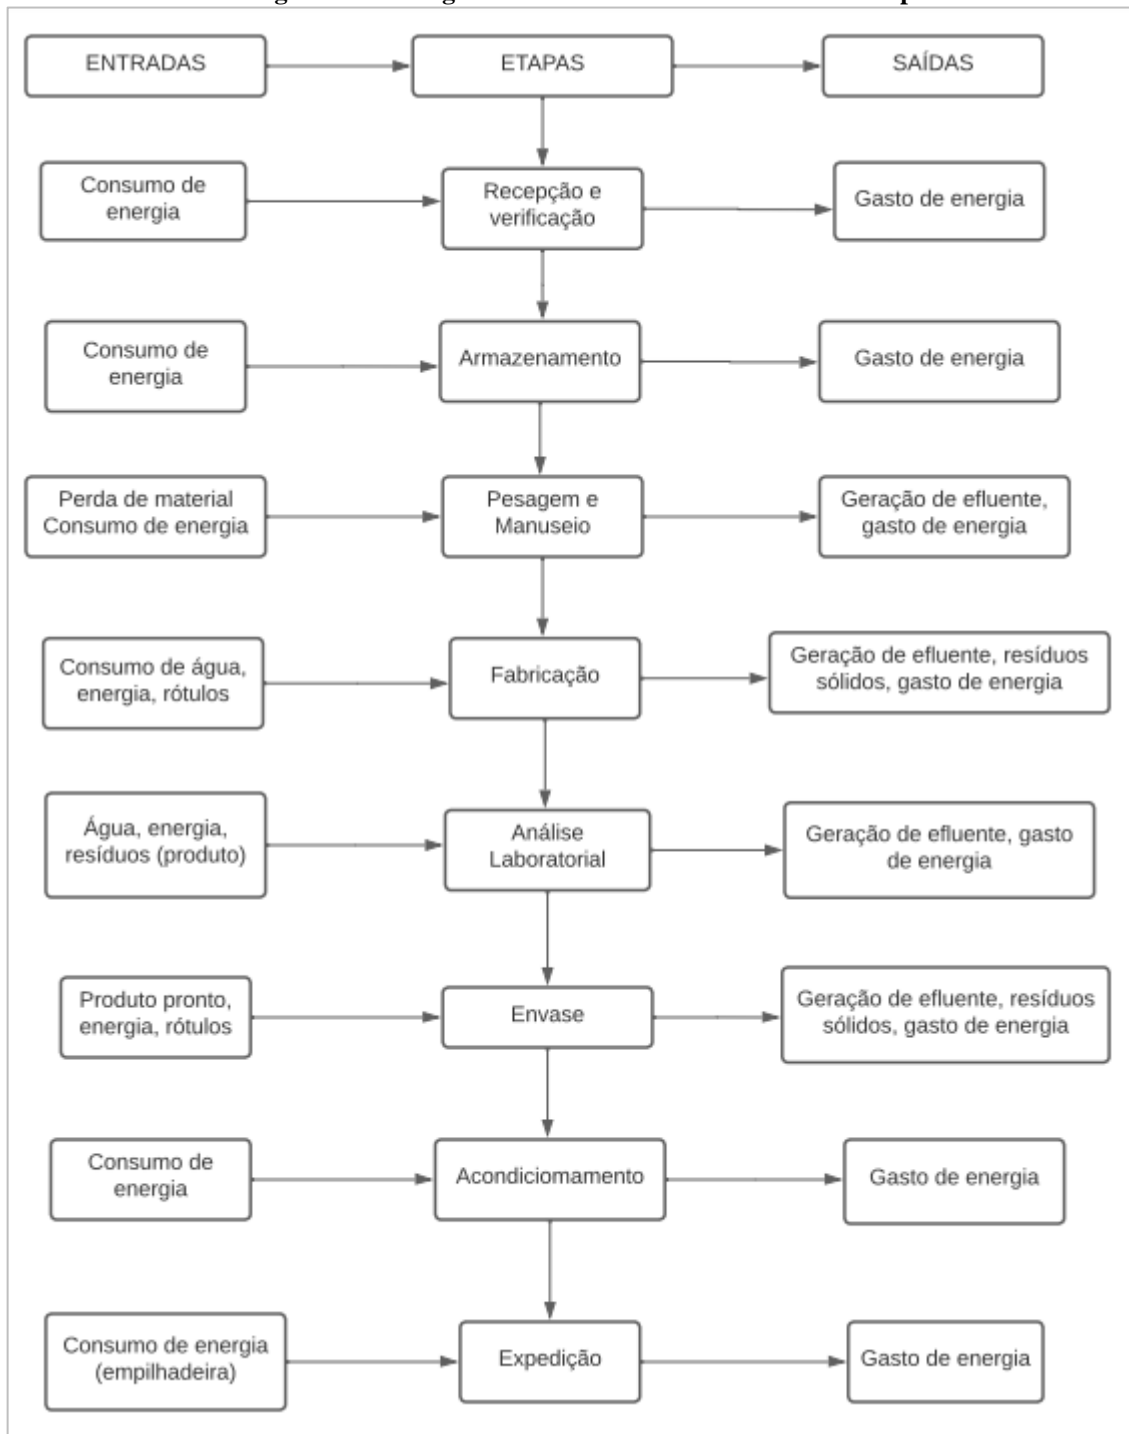 ENTRADAS
ETAPAS
SAÍDAS
Consumo de
energia
Recepção e
verificação
Gasto de energia
Consumo de
energia
Armazenamento
Gasto de energia
Perda de material
Consumo de energia
Pesagem e
Manuseio
Geração de efluente,
gasto de energia
Consumo de água,
energia, rótulos
Fabricação
Geração de efluente, resíduos
sólidos, gasto de energia
Água, energia,
resíduos (produto)
Análise
Laboratorial
Geração de efluente, gasto
de energia
Produto pronto,
energia, rótulos
Envase
Geração de efluente, resíduos
sólidos, gasto de energia
Consumo de
energia
Acondiciomamento
Gasto de energia
Consumo de energia
(empilhadeira)
Expedição
Gasto de energia